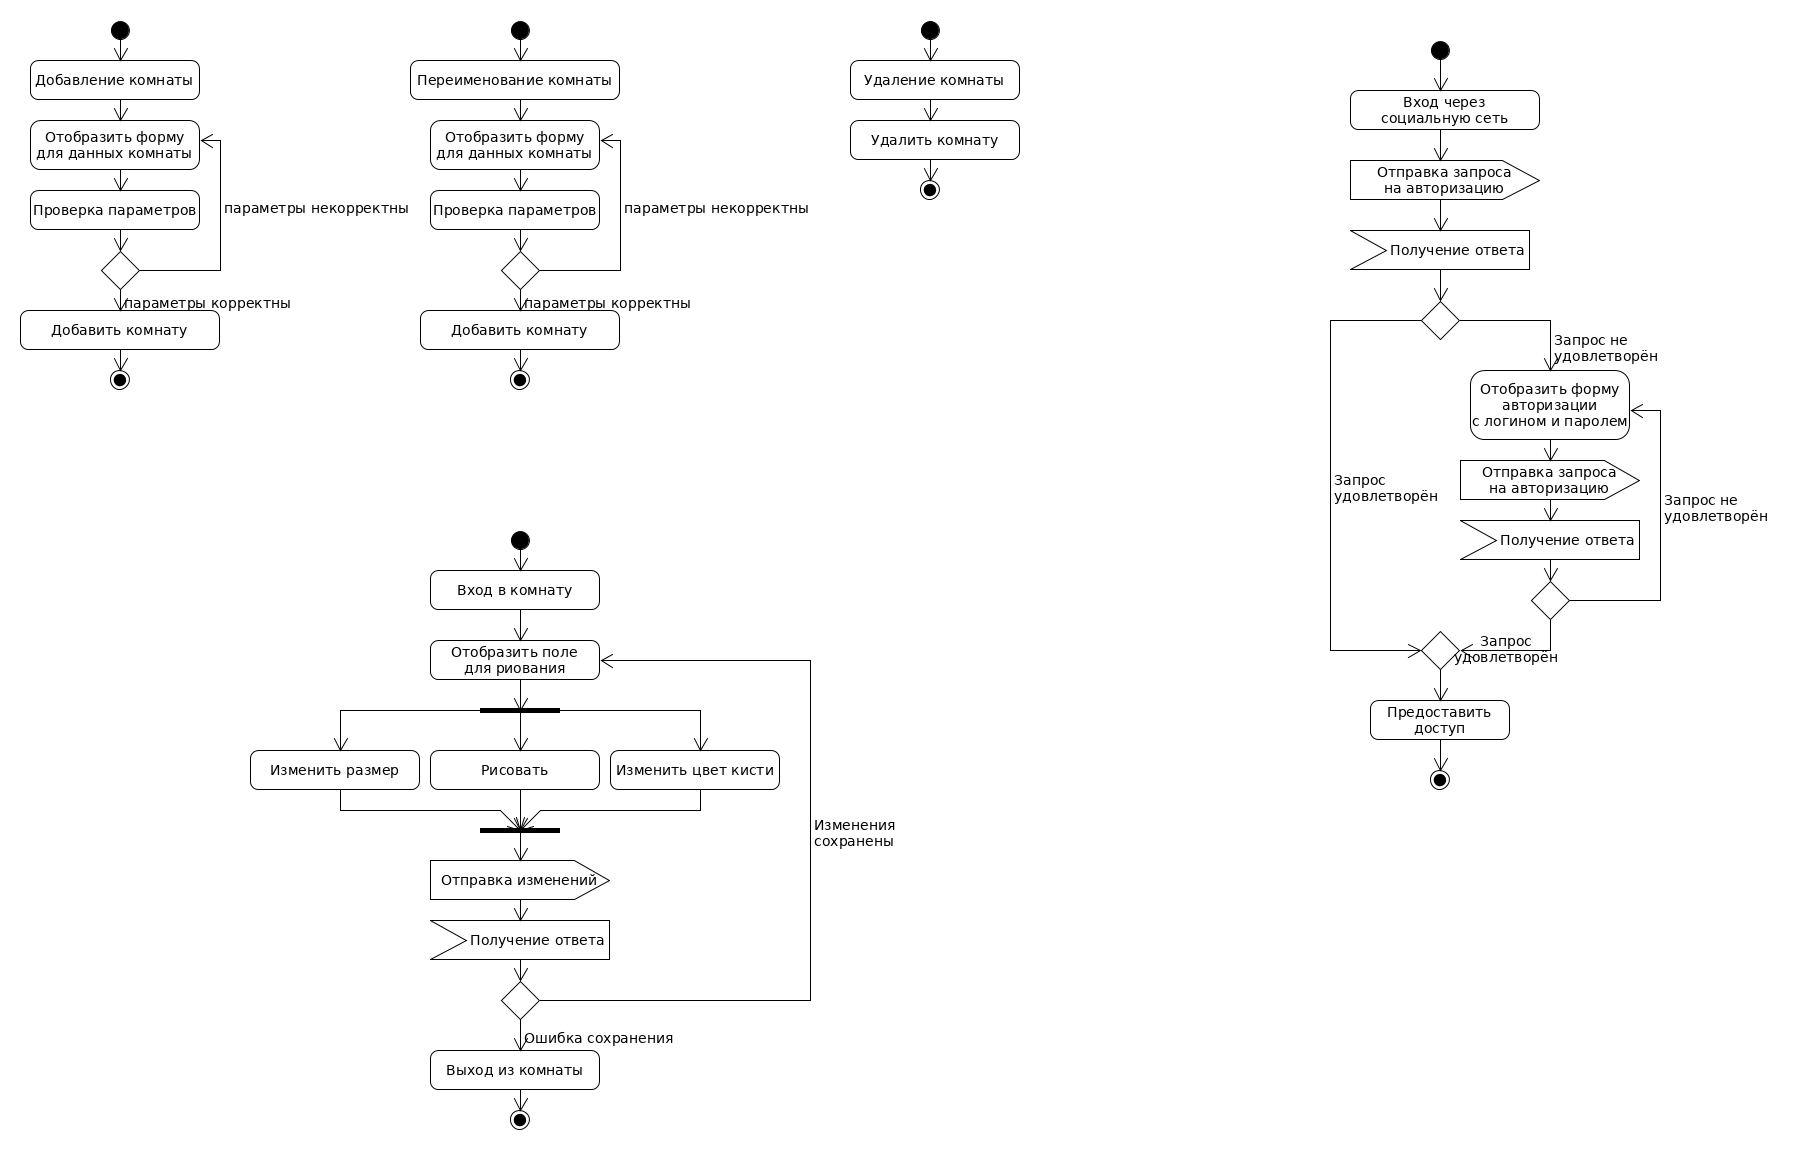 Добавление комнаты
Отобразить форму
для данных комнаты
Проверка параметров
параметры некорректны
параметры корректны
Добавить комнату
Переименование комнаты
Отобразить форму
для данных комнаты
Проверка параметров
параметры некорректны
параметры корректны
Добавить комнату
Удаление комнаты
Удалить комнату
Вход через
социальную сеть
Отправка запроса
на авторизацию
Получение ответа
Запрос не
удовлетворён
Отобразить форму
авторизации
с логином и паролем
Отправка запроса
на авторизацию
Запрос
удовлетворён
Запрос не
удовлетворён
Получение ответа
Запрос
удовлетворён
Предоставить
доступ
Вход в комнату
Отобразить поле
для риования
Изменить размер
Рисовать
Изменить цвет кисти
Изменения
сохранены
Отправка изменений
Получение ответа
Ошибка сохранения
Выход из комнаты